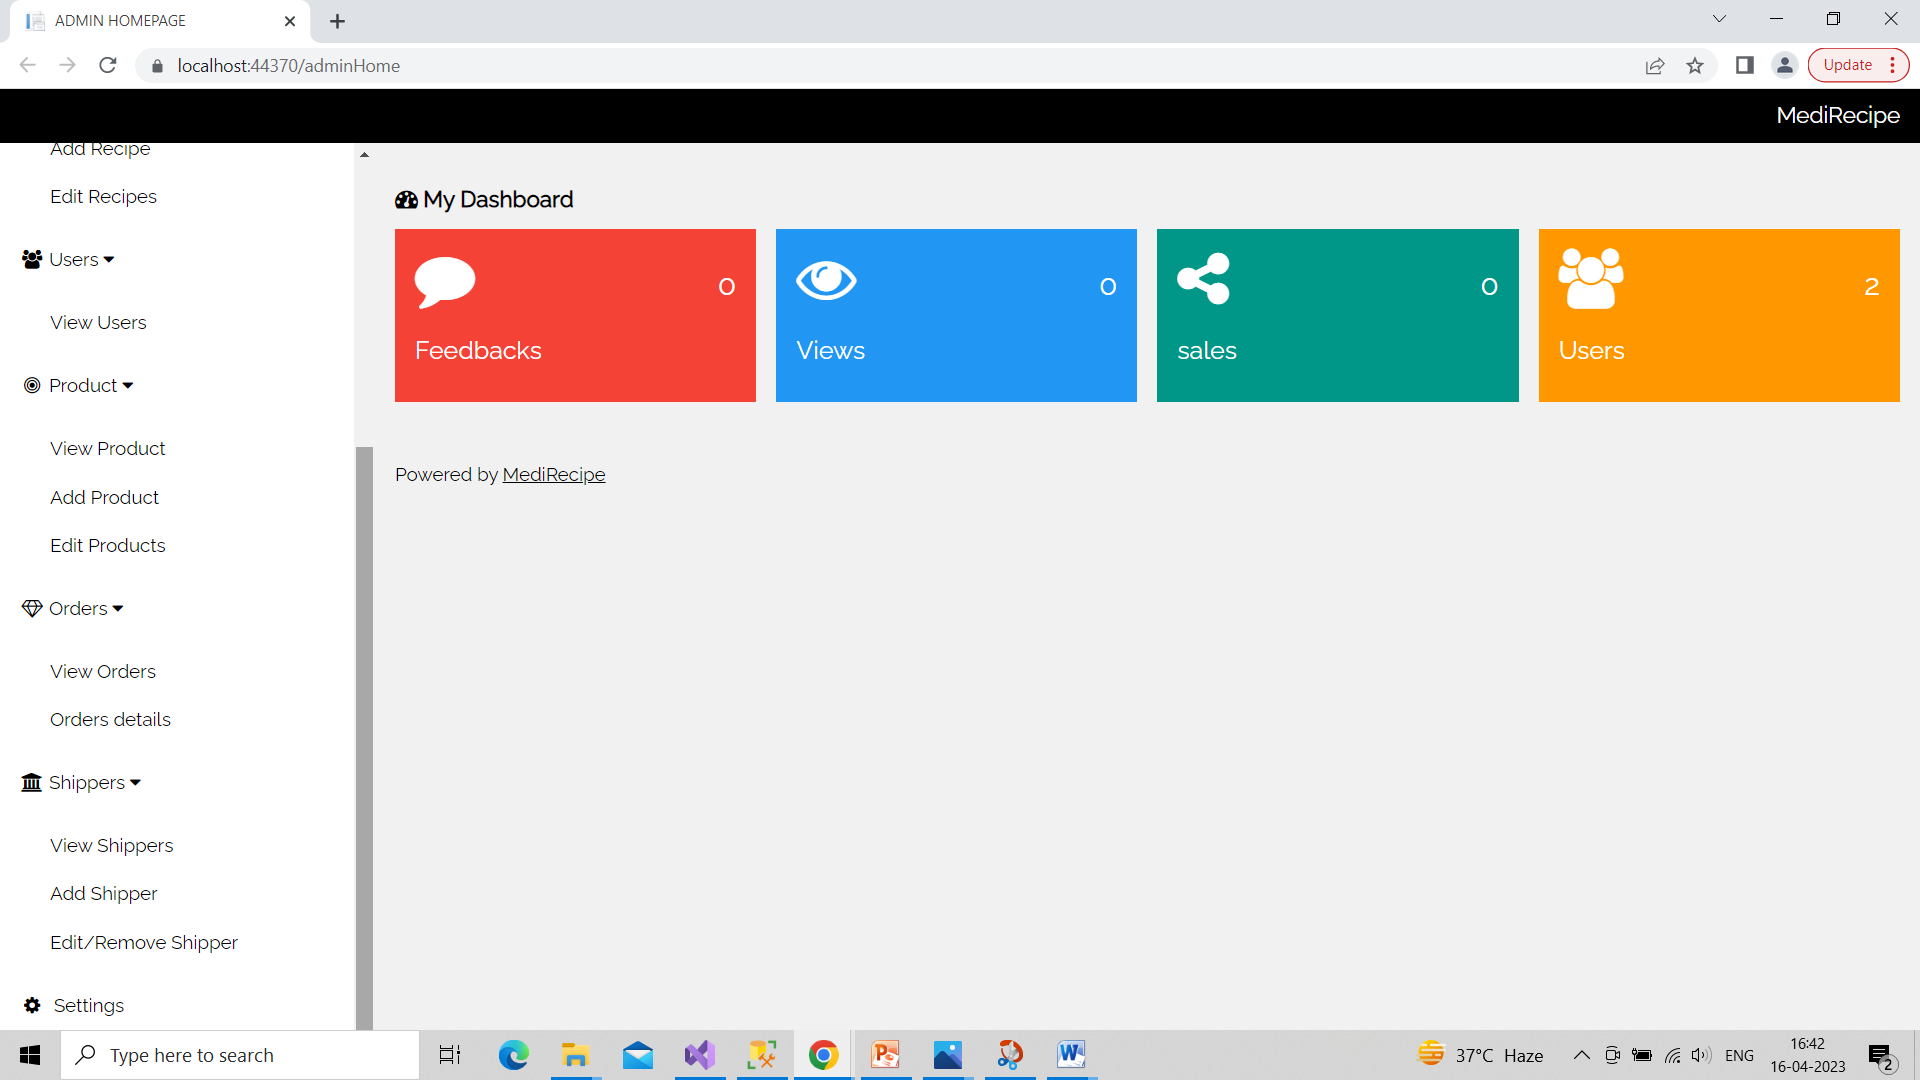 ADMIN HOMEPAGE
localhost:44370/adminHome
Update
MediRecipe
Add Recipe
Edit Recipes
Users
View Users
Product
View Product
Add Product
Edit Products
Orders
View Orders
Orders details
Shippers
View Shippers
Add Shipper
Edit/Remove Shipper
Settings
My Dashboard
0
Feedbacks
0
Views
0
sales
2
Users
Powered by MediRecipe
Type here to search
37°C Haze
ENG
16:42
16-04-2023
2